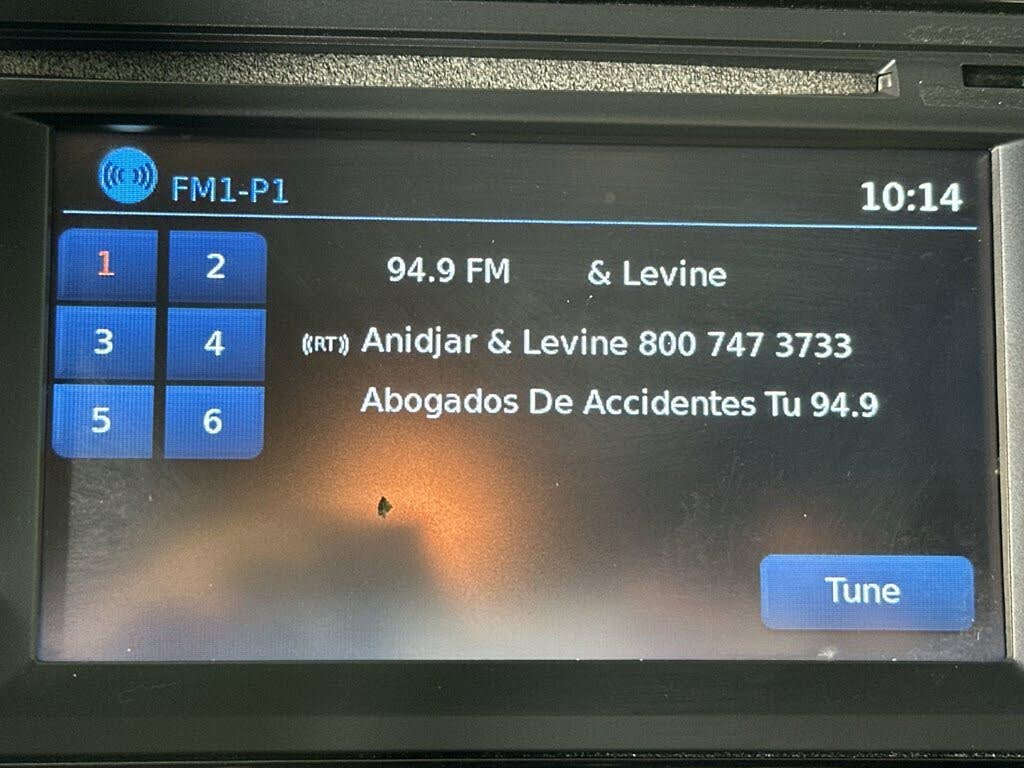 FM1-P1 10:14
1 2 94.9 FM & Levine
3 4 ((RT)) Anidjar & Levine 800 747 3733
5 6 Abogados De Accidentes Tu 94.9
Tune